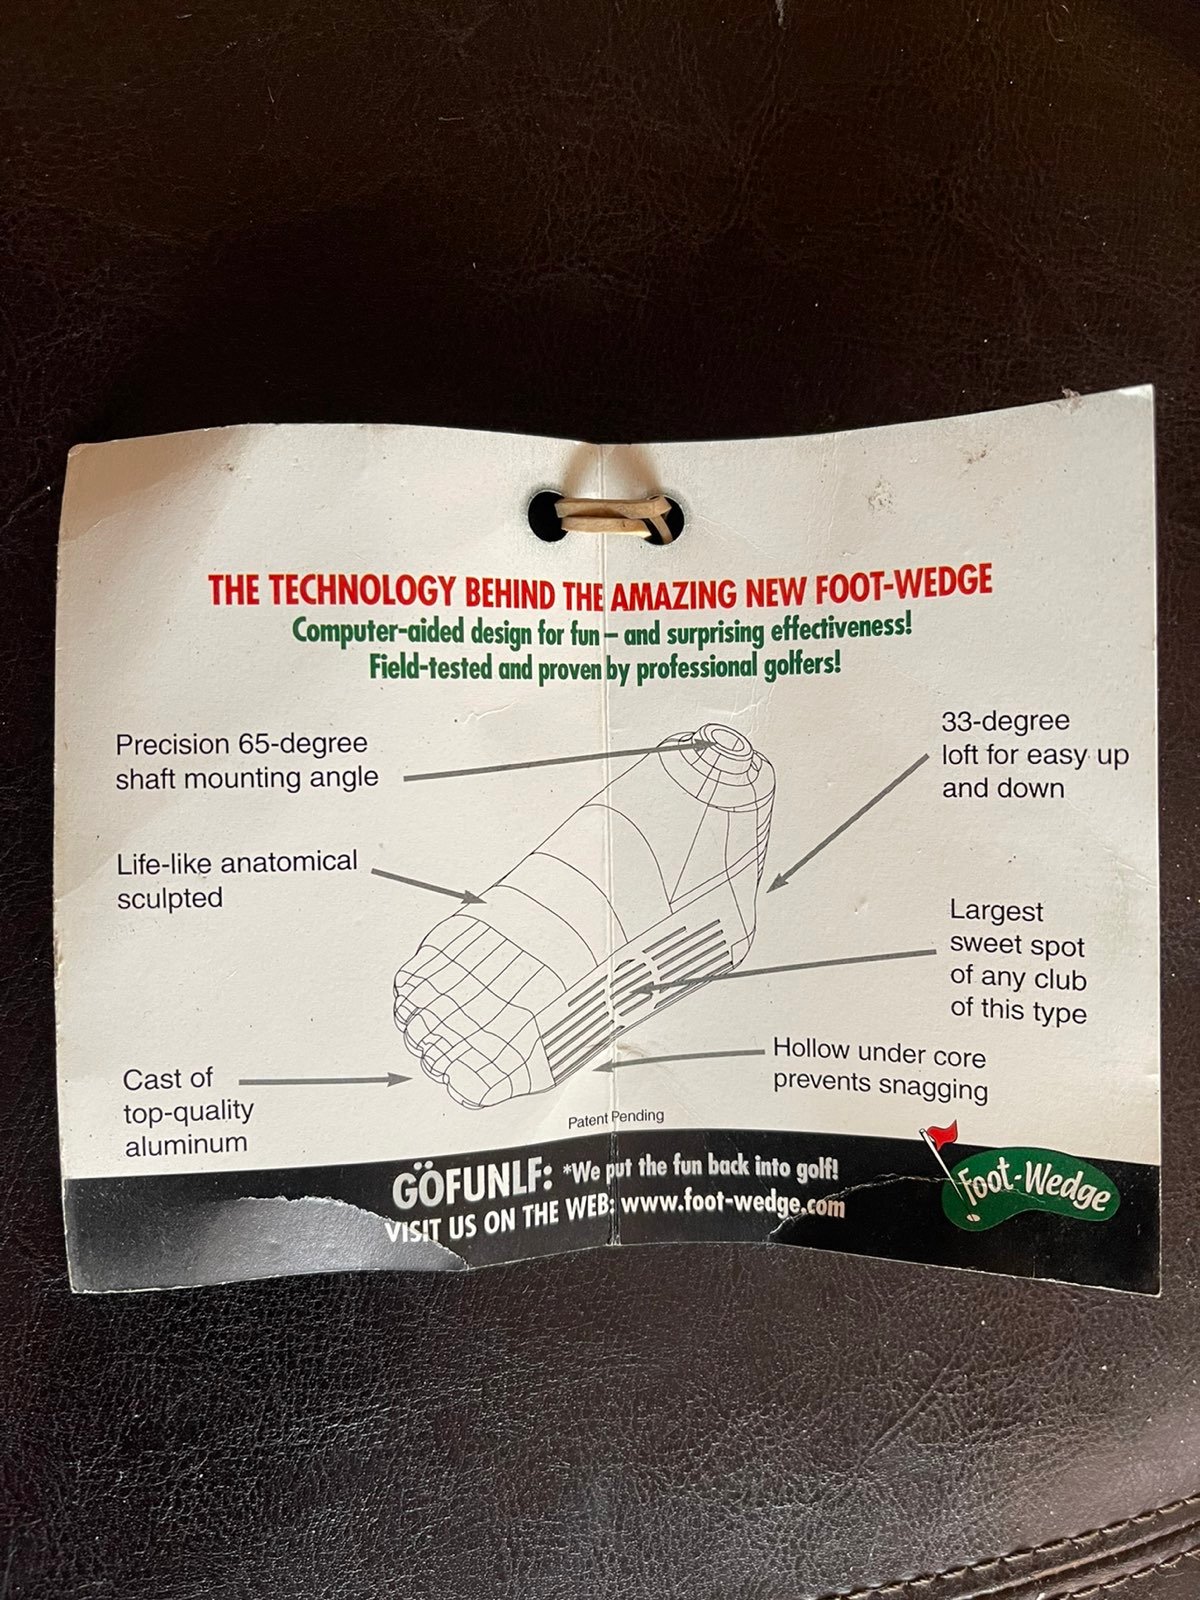 THE TECHNOLOGY BEHIND THE AMAZING NEW FOOT-WEDGE
Computer-aided design for fun – and surprising effectiveness!
Field-tested and proven by professional golfers!
Precision 65-degree
shaft mounting angle
33-degree
loft for easy up
and down
Life-like anatomical
sculpted
Largest
sweet spot
of any club
of this type
Hollow under core
prevents snagging
Cast of
top-quality
aluminum
Patent Pending
GÖFUNLF: *We put the fun back into golf!
VISIT US ON THE WEB: www.foot-wedge.com
Foot-Wedge